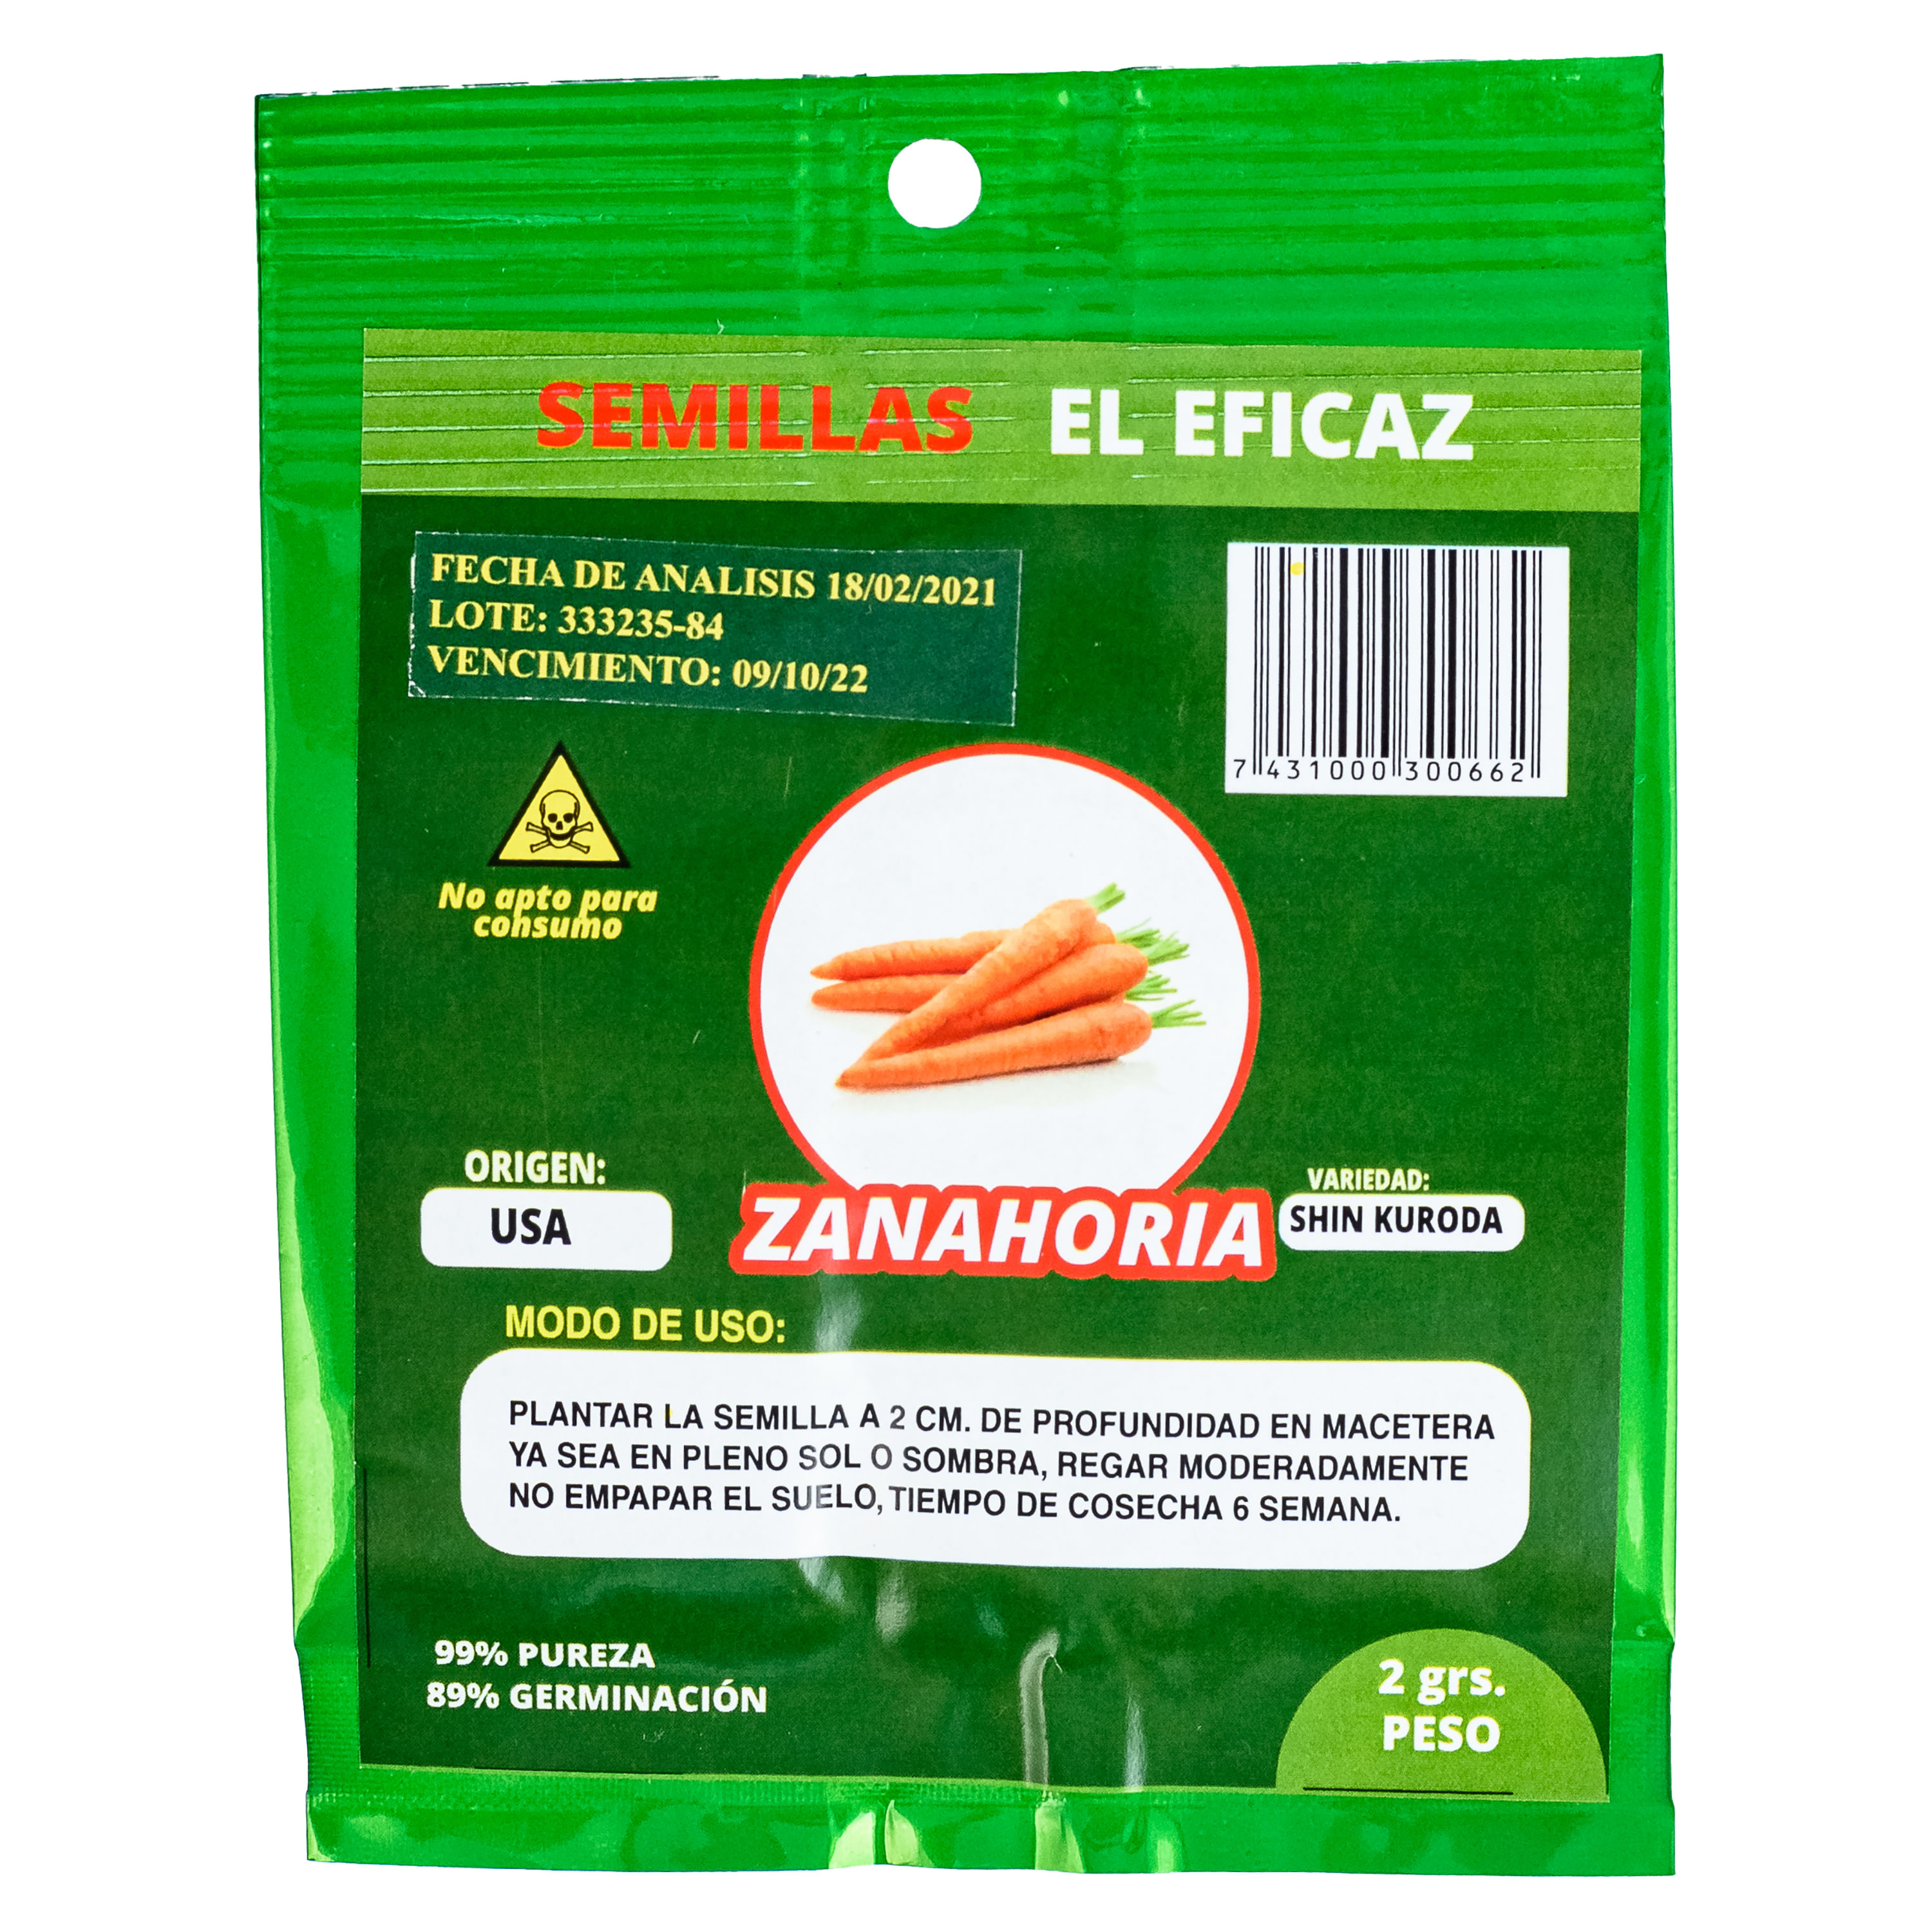 SEMILLAS EL EFICAZ
FECHA DE ANALISIS 18/02/2021
LOTE: 333235-84
VENCIMIENTO: 09/10/22
7 431000 300662
No apto para
consumo
ORIGEN:
USA
ZANAHORIA
VARIEDAD:
SHIN KURODA
MODO DE USO:
PLANTAR LA SEMILLA A 2 CM. DE PROFUNDIDAD EN MACETERA
YA SEA EN PLENO SOL O SOMBRA, REGAR MODERADAMENTE
NO EMPAPAR EL SUELO, TIEMPO DE COSECHA 6 SEMANA.
99% PUREZA
89% GERMINACIÓN
2 grs.
PESO